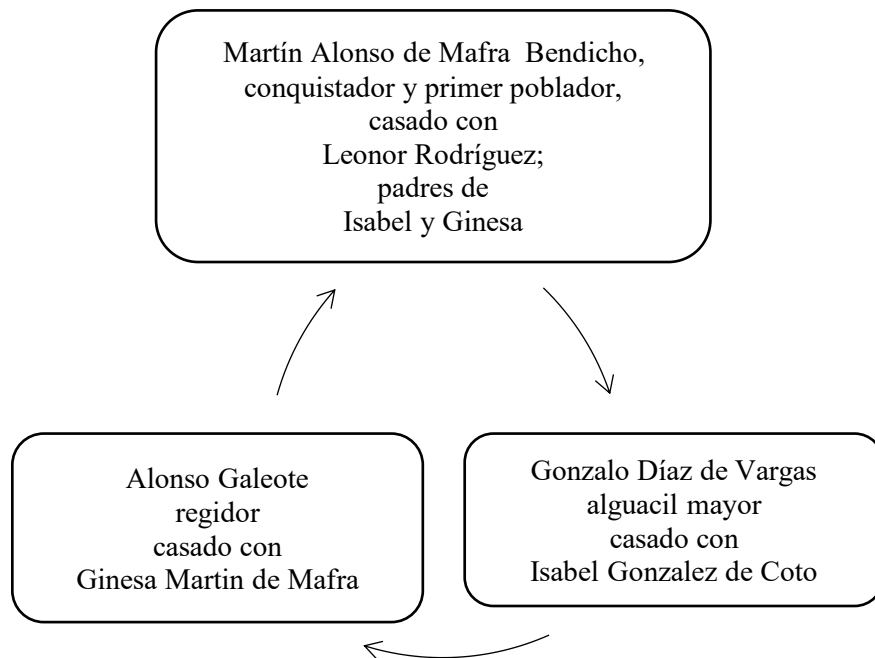 Martín Alonso de Mafra  Bendicho,
conquistador y primer poblador,
casado con
Leonor Rodríguez;
padres de
Isabel y Ginesa
Alonso Galeote
regidor
casado con
Ginesa Martin de Mafra
Gonzalo Díaz de Vargas
alguacil mayor
casado con
Isabel Gonzalez de Coto